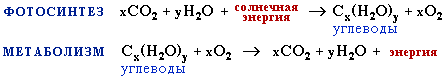 ФОТОСИНТЕЗ xCO₂ + yH₂O + солнечная энергия → Cₓ(H₂O)ᵧ + xO₂
углеводы
МЕТАБОЛИЗМ Cₓ(H₂O)ᵧ + xO₂ → xCO₂ + yH₂O + энергия
углеводы